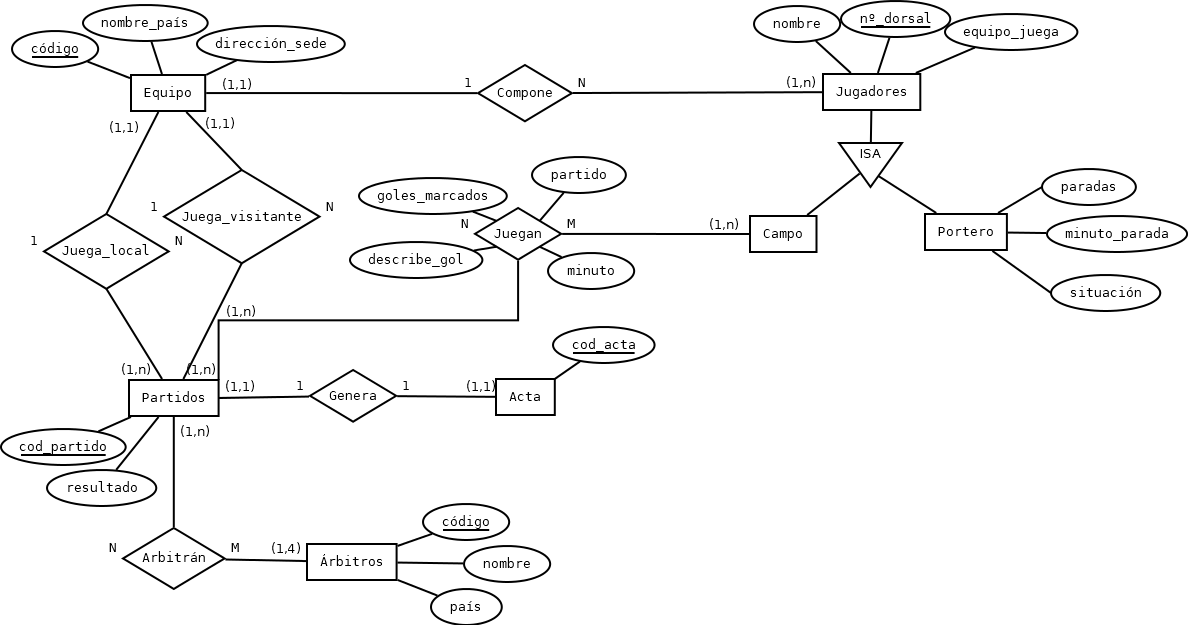 nombre_país
código
dirección_sede
nombre
nº_dorsal
equipo_juega
Equipo
(1,1)
1
Compone
N
(1,n)
Jugadores
(1,1)
(1,1)
ISA
1
Juega_local
N
1
Juega_visitante
N
goles_marcados
partido
N
Juegan
M
describe_gol
minuto
(1,n)
Campo
Portero
paradas
minuto_parada
situación
(1,n)
(1,n)
(1,n)
cod_acta
Partidos
(1,1)
1
Genera
1
(1,1)
Acta
cod_partido
resultado
(1,n)
N
Arbitrán
M
(1,4)
Árbitros
código
nombre
país